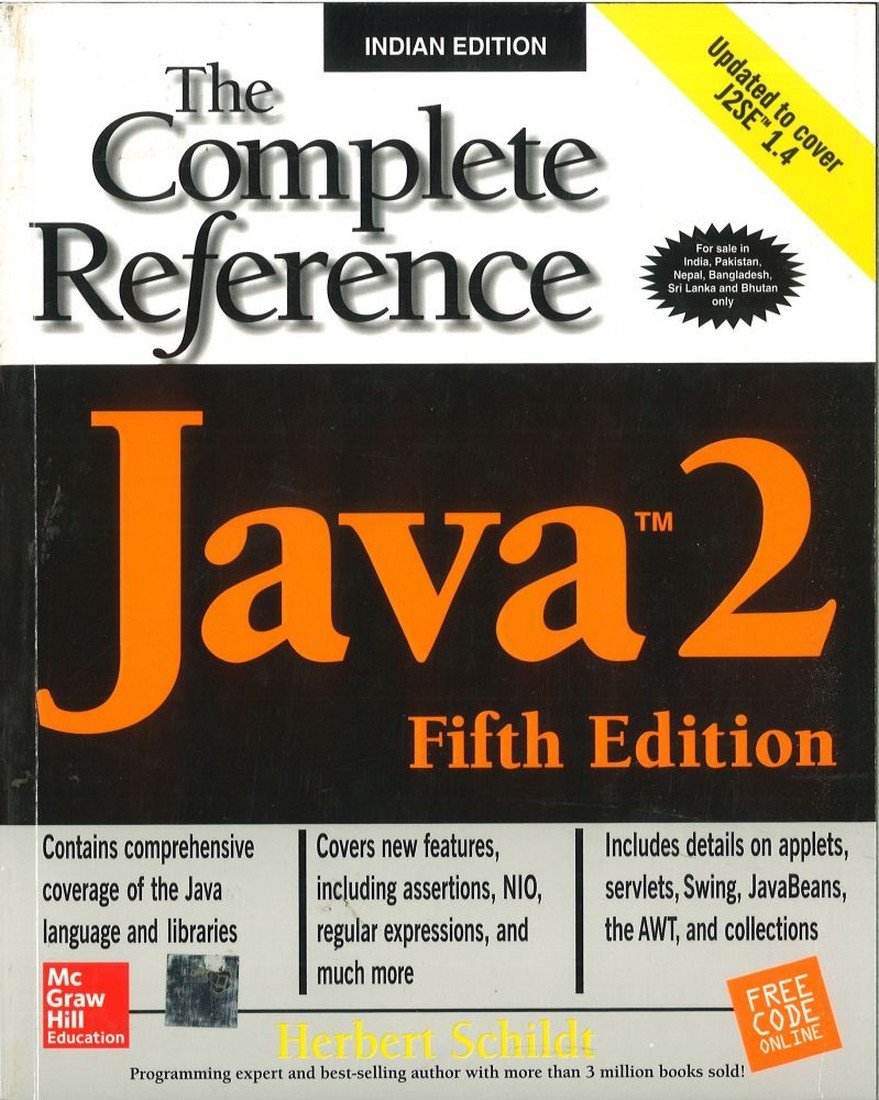 INDIAN EDITION
Updated to cover
J2SE™ 1.4
The
Complete
Reference
For sale in
India, Pakistan,
Nepal, Bangladesh,
Sri Lanka and Bhutan
only
Java™ 2
Fifth Edition
Contains comprehensive
coverage of the Java
language and libraries
Covers new features,
including assertions, NIO,
regular expressions, and
much more
Includes details on applets,
servlets, Swing, JavaBeans,
the AWT, and collections
Mc
Graw
Hill
Education
FREE
CODE
ONLINE
Herbert Schildt
Programming expert and best-selling author with more than 3 million books sold!